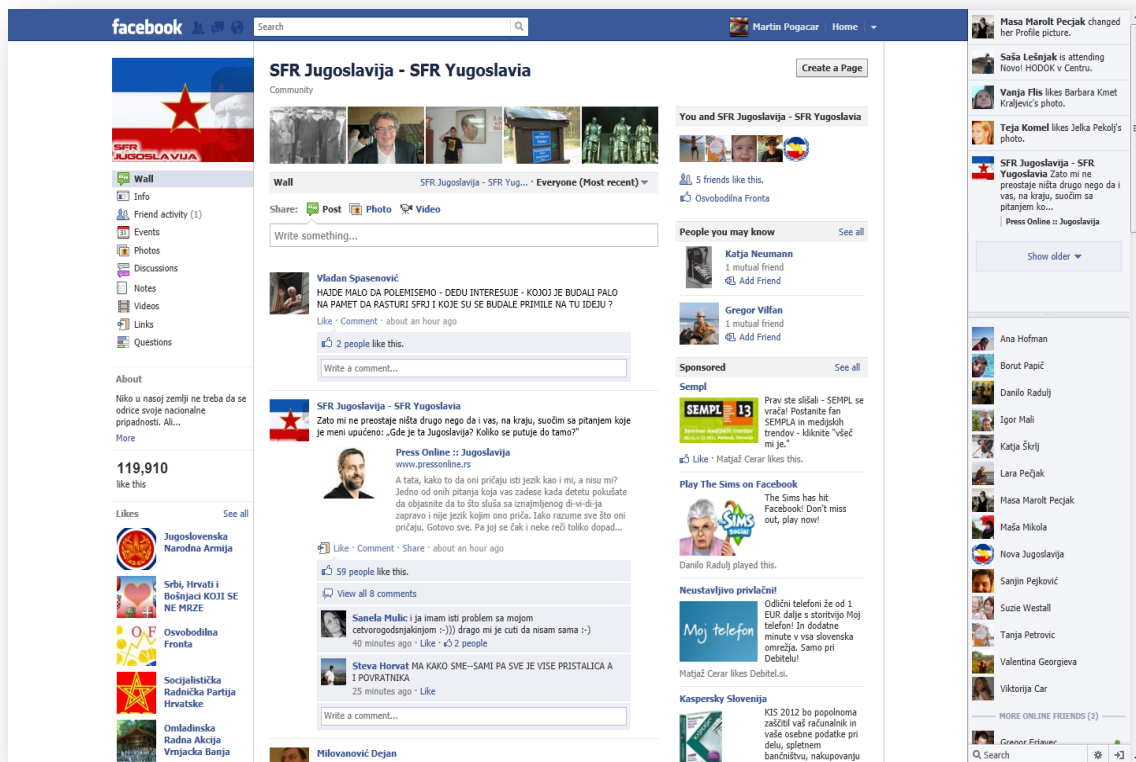 facebook
Search
Martin Pogacar
Home
SFR
JUGOSLAVIJA
Wall
Info
Friend activity (1)
Events
Photos
Discussions
Notes
Videos
Links
Questions
About
Niko u nasoj zemlji ne treba da se
odrice svoje nacionalne
pripadnosti. Ali...
More
119,910
like this
Likes
See all
Jugoslovenska
Narodna Armija
Srbi, Hrvati i
Bošnjaci KOJI SE
NE MRZE
Osvobodilna
Fronta
Socijalistička
Radnička Partija
Hrvatske
Omladinska
Radna Akcija
Vrnjacka Banja
SFR Jugoslavija - SFR Yugoslavia
Community
Create a Page
Wall
SFR Jugoslavija - SFR Yug... · Everyone (Most recent)
Share: Post Photo Video
Write something...
Vladan Spasenović
HAJDE MALO DA POLEMISEMO - DEDU INTERESUJE - KOJOJ JE BUDALI PALO
NA PAMET DA RASTURI SFRJ I KOJE SU SE BUDALE PRIMILE NA TU IDEJU ?
Like · Comment · about an hour ago
2 people like this.
Write a comment...
SFR Jugoslavija - SFR Yugoslavia
Zato mi ne preostaje ništa drugo nego da i vas, na kraju, suočim sa pitanjem koje
je meni upućeno: „Gde je ta Jugoslavija? Koliko se putuje do tamo?"
Press Online :: Jugoslavija
www.pressonline.rs
A tata, kako to da oni pričaju isti jezik kao i mi, a nisu mi?
Jedno od onih pitanja koja vas zadese kada detetu pokušate
da objasnite da to što sluša sa iznajmljenog di-vi-di-ja
zapravo i nije jezik kojim ono priča. Iako razume sve što oni
pričaju. Gotovo sve. Pa joj se čak i neke reči toliko dopad...
Like · Comment · Share · about an hour ago
59 people like this.
View all 8 comments
Sanela Mulic i ja imam isti problem sa mojom
cetvorogodsnjakinjom :-))) drago mi je cuti da nisam sama :-)
40 minutes ago · Like · 2 people
Steva Horvat MA KAKO SME--SAMI PA SVE JE VISE PRISTALICA A
I POVRATNIKA
25 minutes ago · Like
Write a comment...
Milovanović Dejan
You and SFR Jugoslavija - SFR Yugoslavia
5 friends like this.
Osvobodilna Fronta
People you may know
See all
Katja Neumann
1 mutual friend
Add Friend
Gregor Vilfan
1 mutual friend
Add Friend
Sponsored
See all
Sempl
SEMPL 13
Prav ste slišali - SEMPL se
vrača! Postanite fan
SEMPLA in medijskih
trendov - kliknite "všeč
mi je."
Like · Matjaž Cerar likes this.
Play The Sims on Facebook
SIMS
social
The Sims has hit
Facebook! Don't miss
out, play now!
Danilo Radulj played this.
Neustavljivo privlačni!
Moj telefon
Odlični telefoni že od 1
EUR dalje s storitvijo Moj
telefon! In dodatne
minute v vsa slovenska
omrežja. Samo pri
Debitelu!
Matjaž Cerar likes Debitel.si.
Kaspersky Slovenija
KIS 2012 bo popolnoma
zaščitil vaš računalnik in
vaše osebne podatke pri
delu, spletnem
bančništvu, nakupovanju
Masa Marolt Pecjak changed
her Profile picture.
Saša Lešnjak is attending
Novo! HODOK v Centru.
Vanja Flis likes Barbara Kmet
Kraljevic's photo.
Teja Komel likes Jelka Pekolj's
photo.
SFR Jugoslavija - SFR
Yugoslavia Zato mi ne
preostaje ništa drugo nego da i
vas, na kraju, suočim sa
pitanjem ko...
Press Online :: Jugoslavija
Show older
Ana Hofman
Borut Papič
Danilo Radulj
Igor Mali
Katja Škrlj
Lara Pečjak
Masa Marolt Pecjak
Maša Mikola
Nova Jugoslavija
Sanjin Pejković
Suzie Westall
Tanja Petrovic
Valentina Georgieva
Viktorija Car
MORE ONLINE FRIENDS (2)
Gregor Erjavec
Search